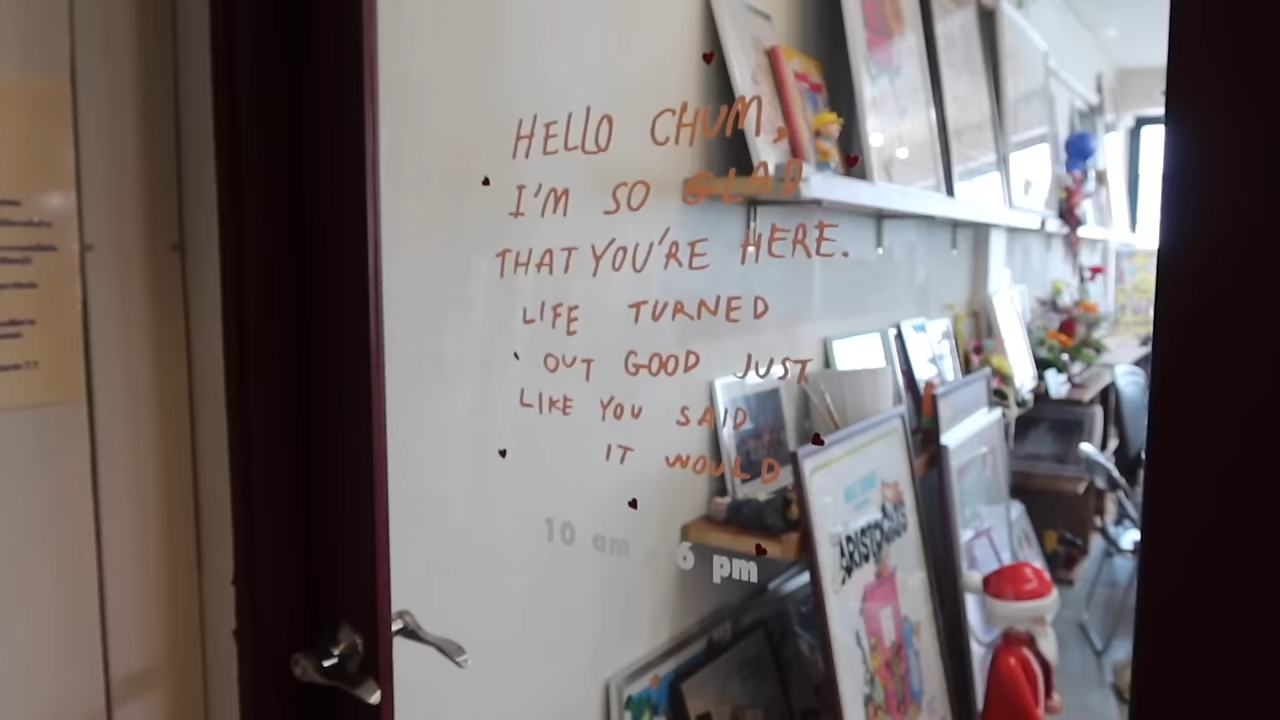 HELLO CHUM,
I'M SO GLAD
THAT YOU'RE HERE.
LIFE TURNED
OUT GOOD JUST
LIKE YOU SAID
IT WOULD
10 am 6 pm
ARISTOCATS